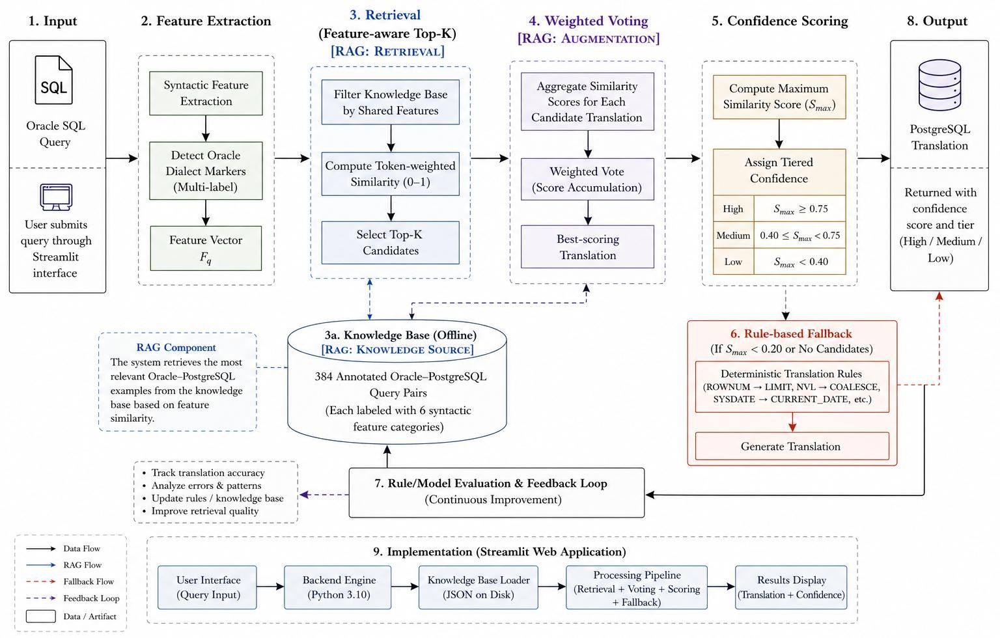 1. Input
SQL
Oracle SQL
Query
User submits
query through
Streamlit
interface
2. Feature Extraction
Syntactic Feature
Extraction
Detect Oracle
Dialect Markers
(Multi-label)
Feature Vector
F_q
3. Retrieval
(Feature-aware Top-K)
[RAG: RETRIEVAL]
Filter Knowledge Base
by Shared Features
Compute Token-weighted
Similarity (0–1)
Select Top-K
Candidates
4. Weighted Voting
[RAG: AUGMENTATION]
Aggregate Similarity
Scores for Each
Candidate Translation
Weighted Vote
(Score Accumulation)
Best-scoring
Translation
5. Confidence Scoring
Compute Maximum
Similarity Score (S_max)
Assign Tiered
Confidence
High S_max ≥ 0.75
Medium 0.40 ≤ S_max < 0.75
Low S_max < 0.40
8. Output
PostgreSQL
Translation
Returned with
confidence
score and tier
(High / Medium /
Low)
RAG Component
The system retrieves the most
relevant Oracle–PostgreSQL
examples from the knowledge
base based on feature
similarity.
3a. Knowledge Base (Offline)
[RAG: KNOWLEDGE SOURCE]
384 Annotated Oracle–PostgreSQL
Query Pairs
(Each labeled with 6 syntactic
feature categories)
6. Rule-based Fallback
(If S_max < 0.20 or No Candidates)
Deterministic Translation Rules
(ROWNUM → LIMIT, NVL → COALESCE,
SYSDATE → CURRENT_DATE, etc.)
Generate Translation
• Track translation accuracy
• Analyze errors & patterns
• Update rules / knowledge base
• Improve retrieval quality
7. Rule/Model Evaluation & Feedback Loop
(Continuous Improvement)
Data Flow
RAG Flow
Fallback Flow
Feedback Loop
Data / Artifact
9. Implementation (Streamlit Web Application)
User Interface
(Query Input)
Backend Engine
(Python 3.10)
Knowledge Base Loader
(JSON on Disk)
Processing Pipeline
(Retrieval + Voting + Scoring
+ Fallback)
Results Display
(Translation + Confidence)